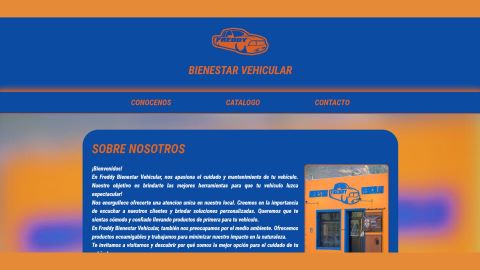 FREDDY
BIENESTAR VEHICULAR
CONOCENOS CATALOGO CONTACTO
SOBRE NOSOTROS
¡Bienvenidos!
En Freddy Bienestar Vehicular, nos apasiona el cuidado y mantenimiento de tu vehículo.
Nuestro objetivo es brindarte las mejores herramientas para que tu vehículo luzca
espectacular!
Nos enorgullece ofrecerte una atencion unica en nuestro local. Creemos en la importancia
de escuchar a nuestros clientes y brindar soluciones personalizadas. Queremos que te
sientas cómodo y confiado llevando productos de primera para tu vehículo.
En Freddy Bienestar Vehicular, también nos preocupamos por el medio ambiente. Ofrecemos
productos ecoamigables y trabajamos para minimizar nuestro impacto en la naturaleza.
Te invitamos a visitarnos y descubrir por qué somos la mejor opción para el cuidado de tu